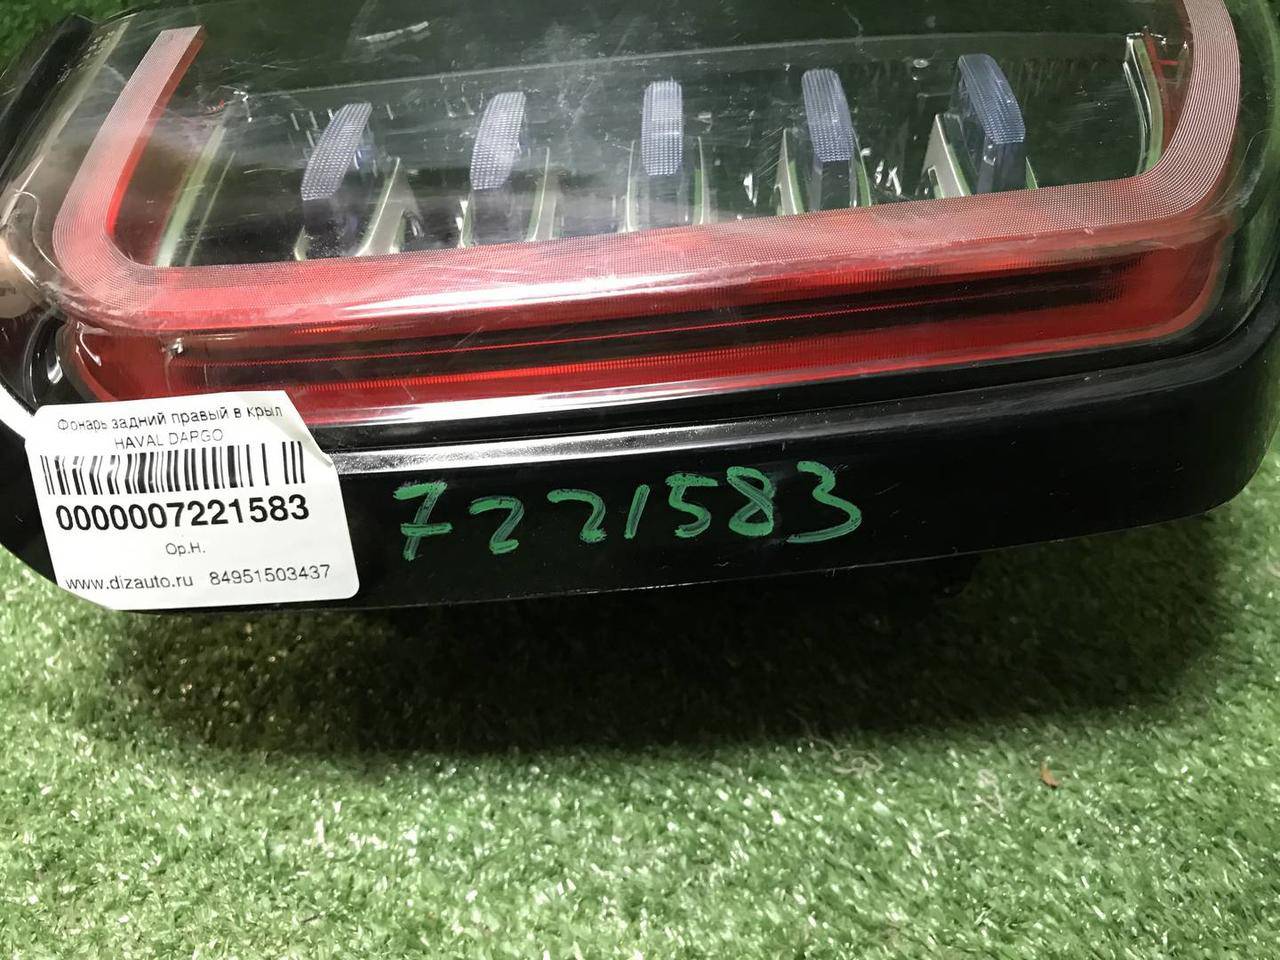 Фонарь задний правый в крыл
HAVAL DARGO
0000007221583
Ор.Н.
www.dizauto.ru 84951503437
7221583